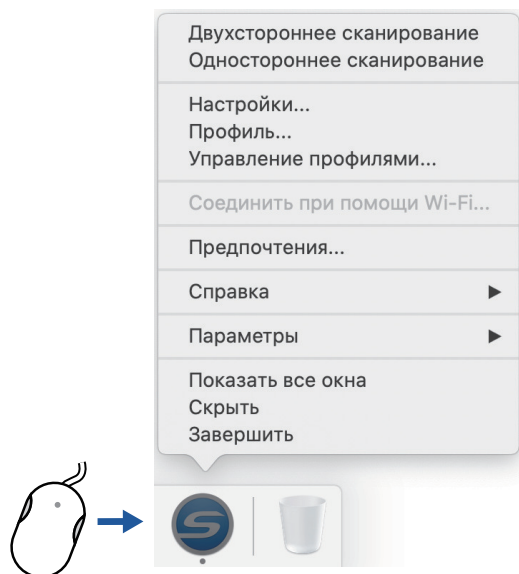 Двухстороннее сканирование
Одностороннее сканирование
Настройки...
Профиль...
Управление профилями...
Соединить при помощи Wi-Fi...
Предпочтения...
Справка
Параметры
Показать все окна
Скрыть
Завершить
S